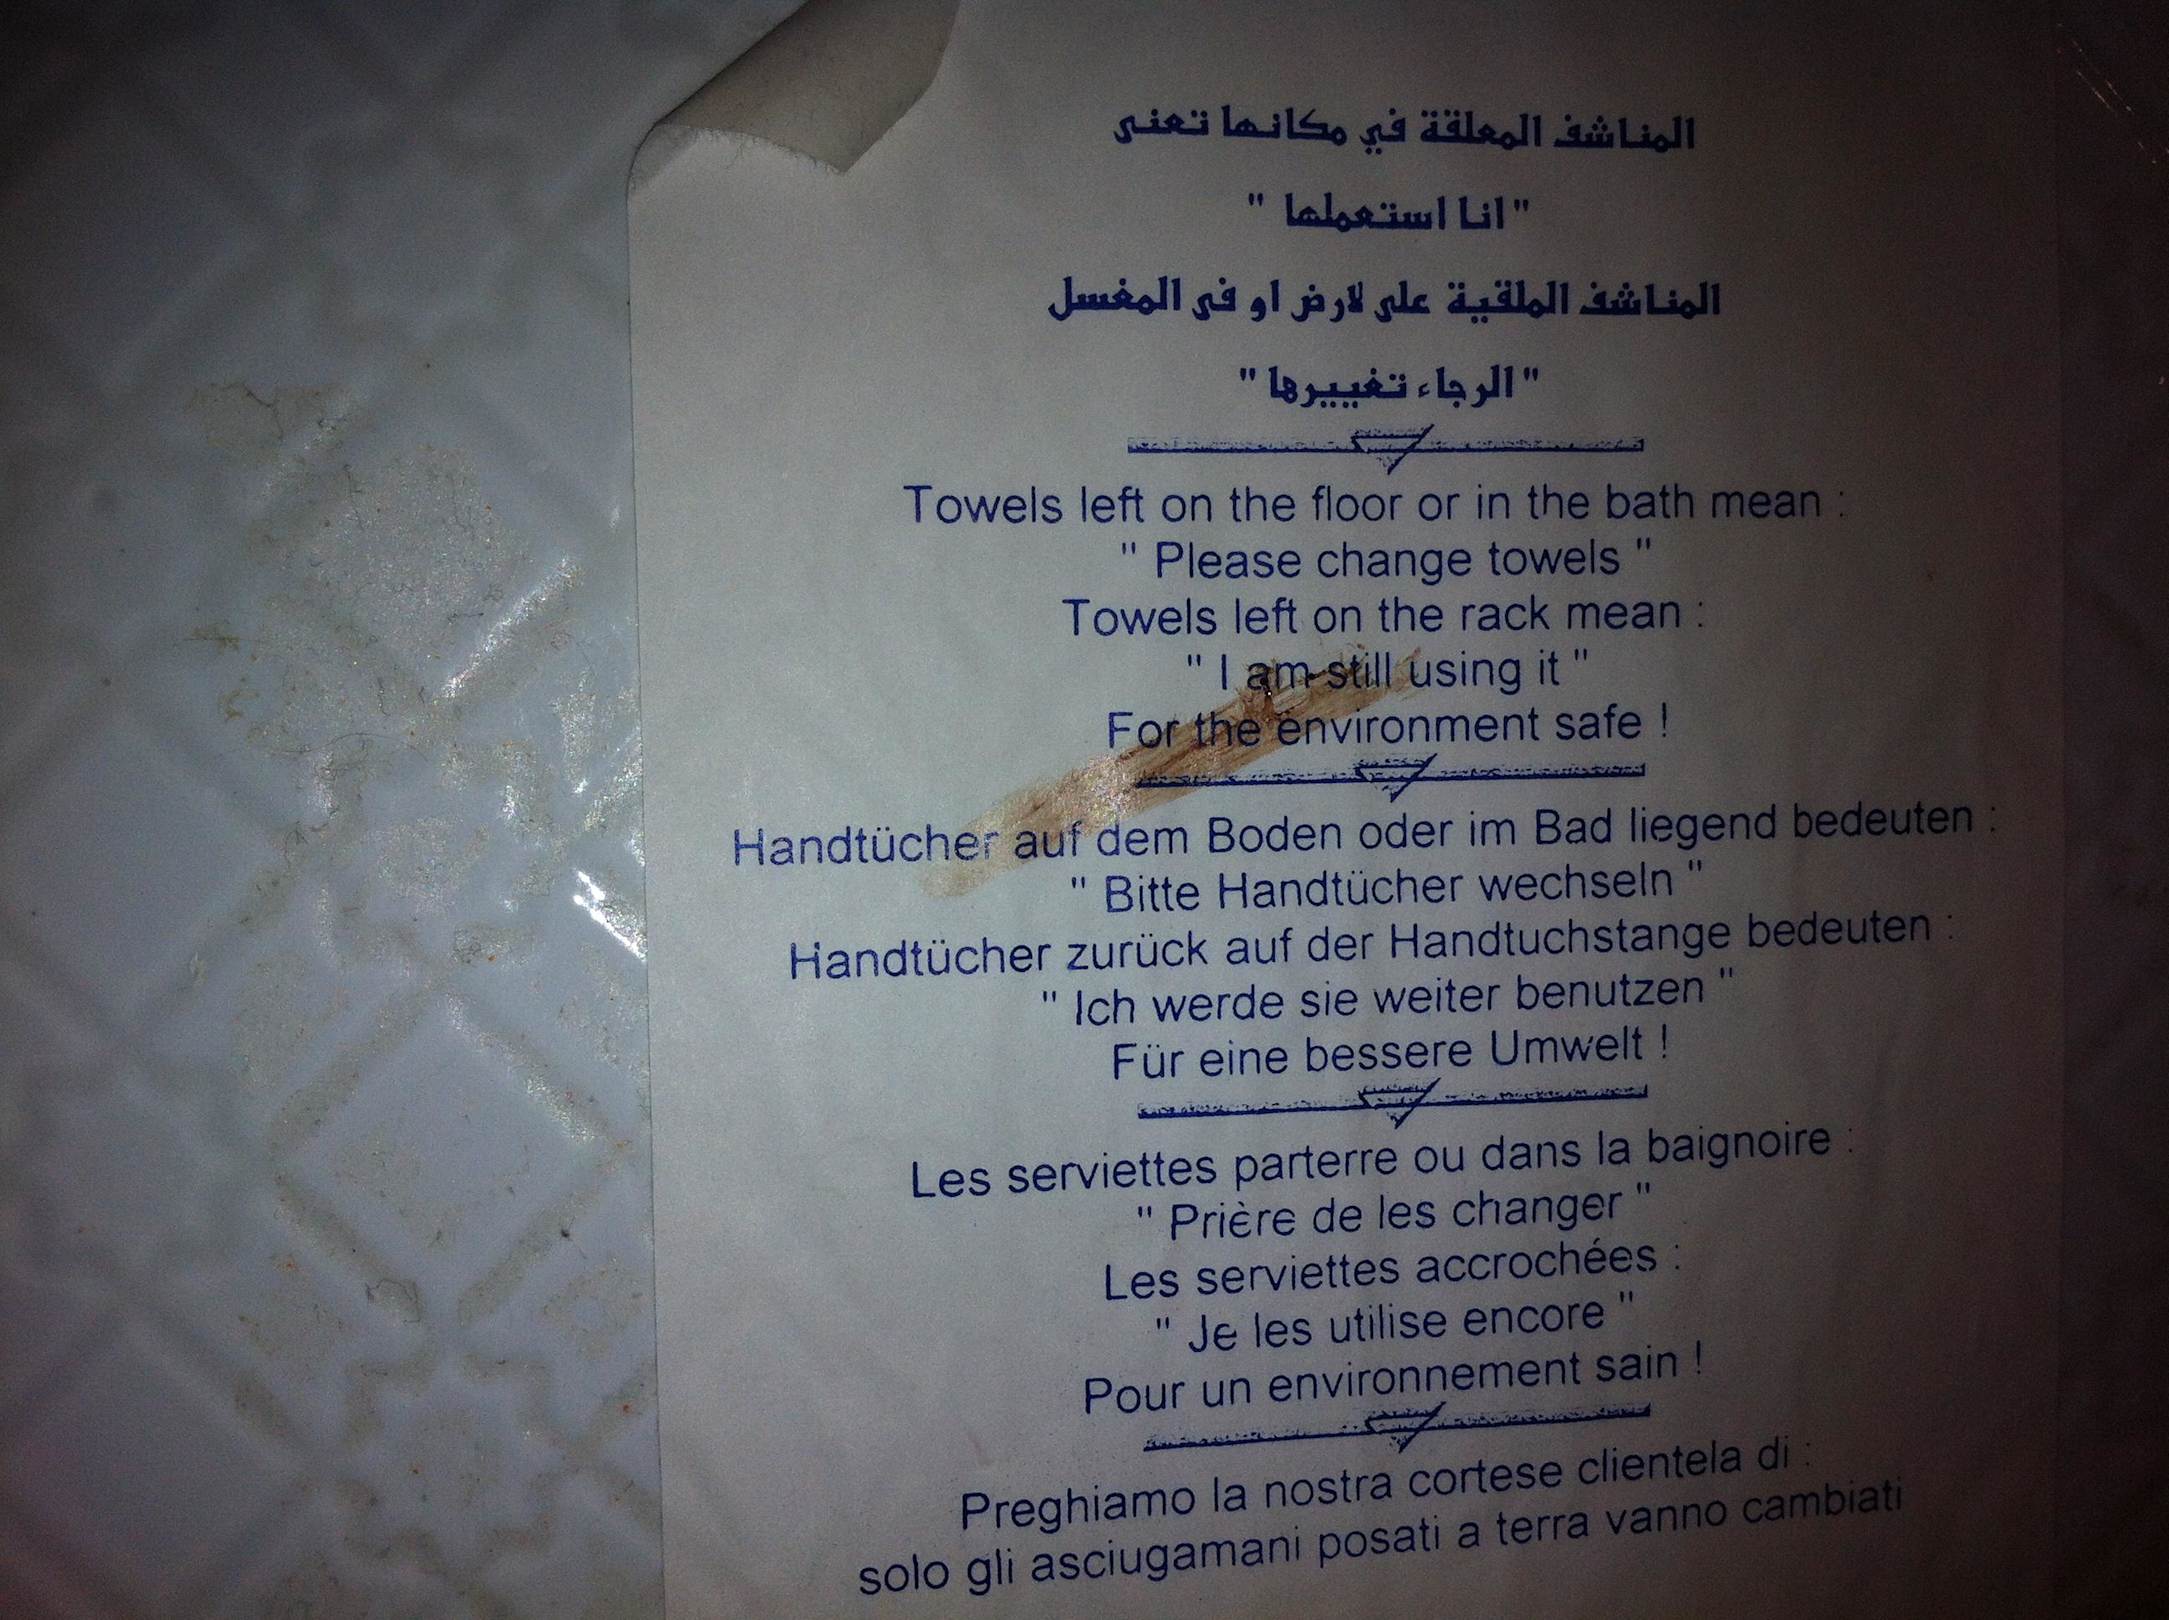 المناشف المعلقة في مكانها تعنى
" انا استعملها "
المناشف الملقية على لارض او فى المغسل
" الرجاء تغييرها "
Towels left on the floor or in the bath mean :
" Please change towels "
Towels left on the rack mean :
" I am still using it "
For the environment safe !
Handtücher auf dem Boden oder im Bad liegend bedeuten :
" Bitte Handtücher wechseln "
Handtücher zurück auf der Handtuchstange bedeuten :
" Ich werde sie weiter benutzen "
Für eine bessere Umwelt !
Les serviettes parterre ou dans la baignoire :
" Prière de les changer "
Les serviettes accrochées :
" Je les utilise encore "
Pour un environnement sain !
Preghiamo la nostra cortese clientela di :
solo gli asciugamani posati a terra vanno cambiati